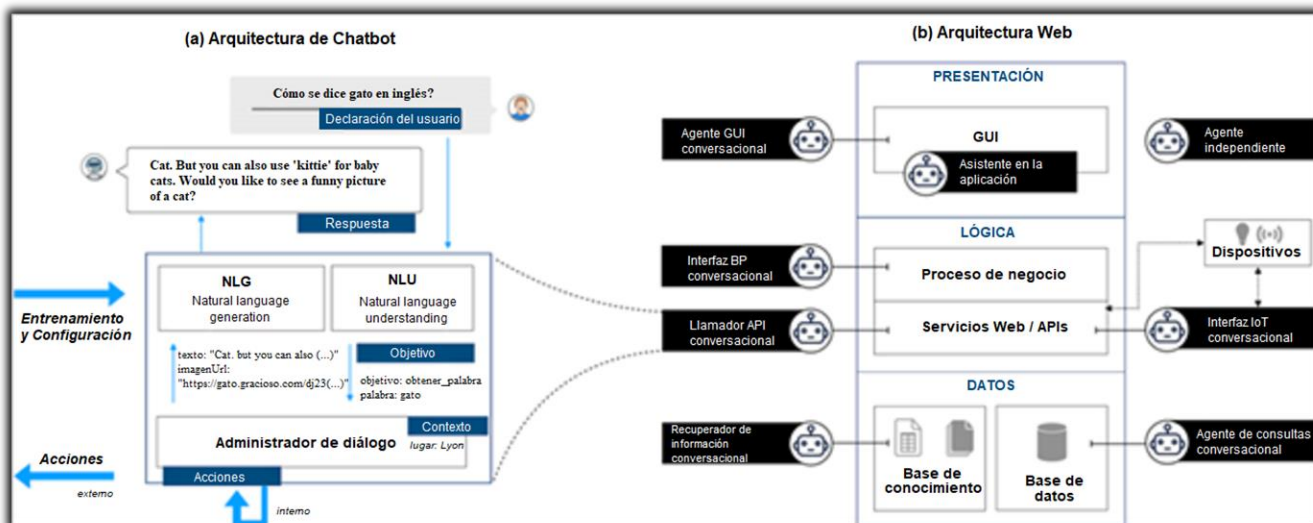 (a) Arquitectura de Chatbot
Cómo se dice gato en inglés?
Declaración del usuario
Cat. But you can also use 'kittie' for baby
cats. Would you like to see a funny picture
of a cat?
Respuesta
NLG
Natural language
generation
NLU
Natural language
understanding
Entrenamiento
y Configuración
texto: "Cat. but you can also (...)"
imagenUrl:
"https://gato.gracioso.com/dj23(...)"
Objetivo
objetivo: obtener_palabra
palabra: gato
Contexto
Administrador de diálogo
lugar: Lyon
Acciones
Acciones
externo
interno
(b) Arquitectura Web
PRESENTACIÓN
Agente GUI
conversacional
GUI
Asistente en la
aplicación
Agente
independiente
LÓGICA
Interfaz BP
conversacional
Proceso de negocio
Dispositivos
Llamador API
conversacional
Servicios Web / APIs
Interfaz IoT
conversacional
DATOS
Recuperador de
información
conversacional
Base de
conocimiento
Base de
datos
Agente de consultas
conversacional